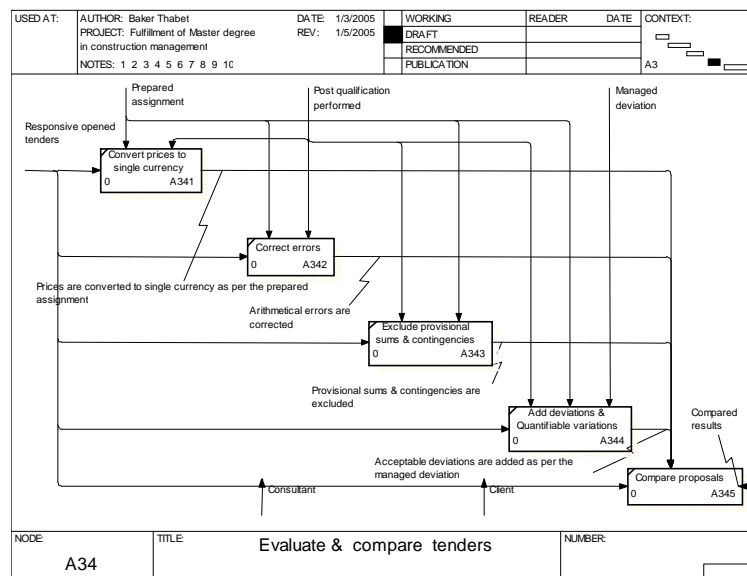 USED AT:
AUTHOR: Baker Thabet
DATE: 1/3/2005
WORKING
READER
DATE
CONTEXT:
PROJECT: Fulfillment of Master degree
REV: 1/5/2005
DRAFT
in construction management
RECOMMENDED
NOTES: 1 2 3 4 5 6 7 8 9 10
PUBLICATION
A3
Prepared
assignment
Post qualification
performed
Managed
deviation
Responsive opened
tenders
Convert prices to
single currency
0
A341
Correct errors
0
A342
Prices are converted to single currency as per the prepared
assignment
Arithmetical errors are
corrected
Exclude provisional
sums & contingencies
0
A343
Provisional sums & contingencies are
excluded
Add deviations &
Quantifiable variations
0
A344
Compared
results
Acceptable deviations are added as per the
managed deviation
Compare proposals
0
A345
Consultant
Client
NODE:
TITLE:
NUMBER:
A34
Evaluate & compare tenders